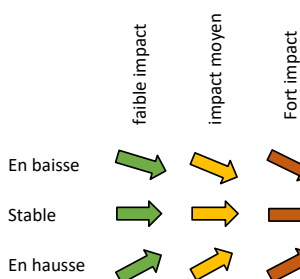 faible impact
impact moyen
Fort impact
En baisse
Stable
En hausse